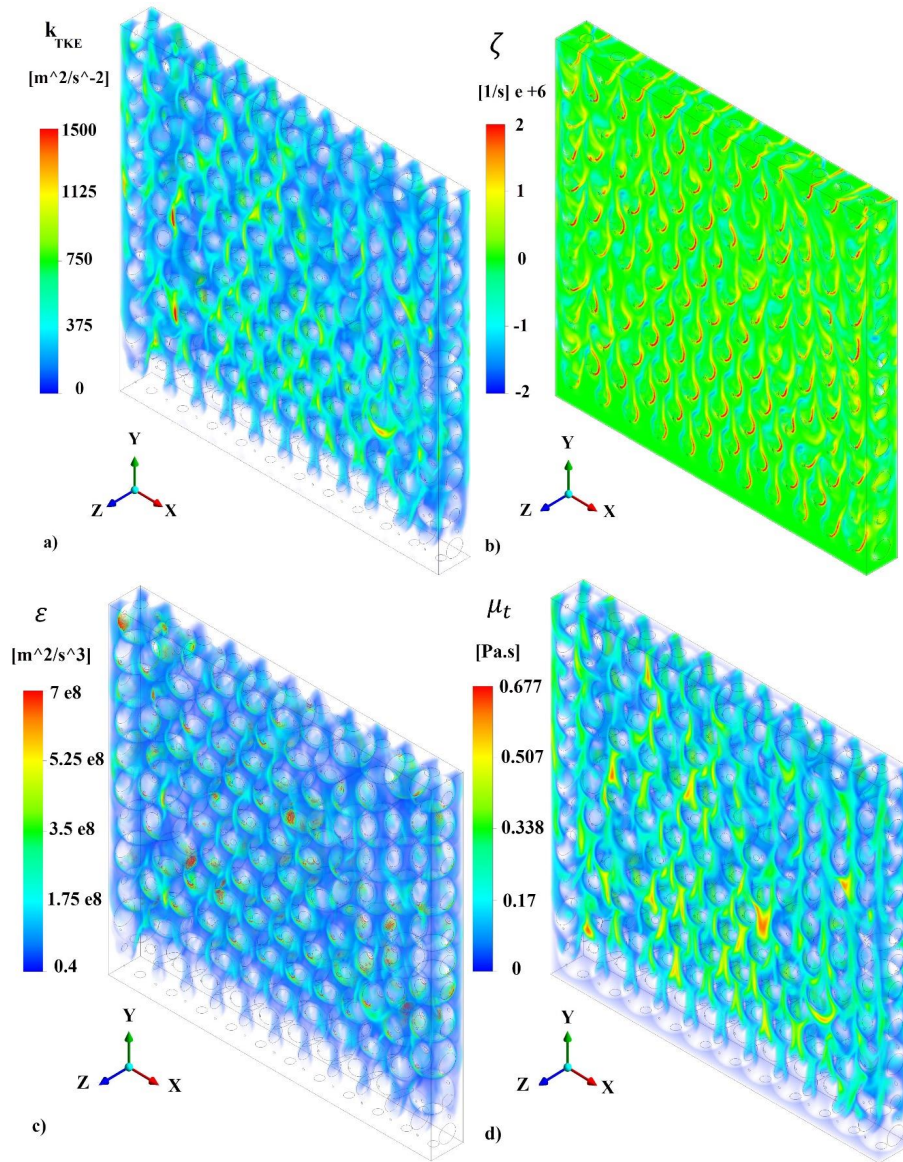 k TKE
[m^2/s^-2]
1500
1125
750
375
0
Y
Z X
a)
ζ
[1/s] e +6
2
1
0
-1
-2
Y
Z X
b)
ε
[m^2/s^3]
7 e8
5.25 e8
3.5 e8
1.75 e8
0.4
Y
Z X
c)
μt
[Pa.s]
0.677
0.507
0.338
0.17
0
Y
Z X
d)